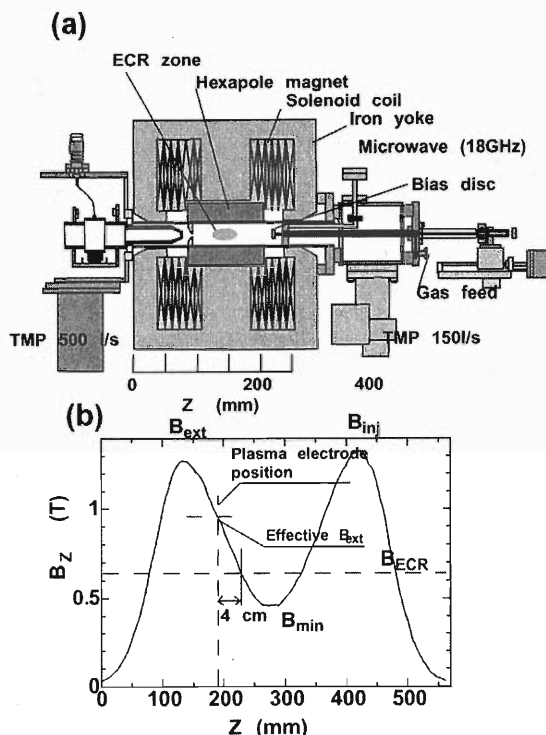 (a)
ECR zone
Hexapole magnet
Solenoid coil
Iron yoke
Microwave (18GHz)
Bias disc
Gas feed
TMP 500 l/s
TMP 150l/s
0 200 400
Z (mm)
(b)
B_ext
B_inj
Plasma electrode
position
Effective B_ext
B_ECR
4 cm
B_min
B_Z (T)
1
0.5
0
0 100 200 300 400 500
Z (mm)